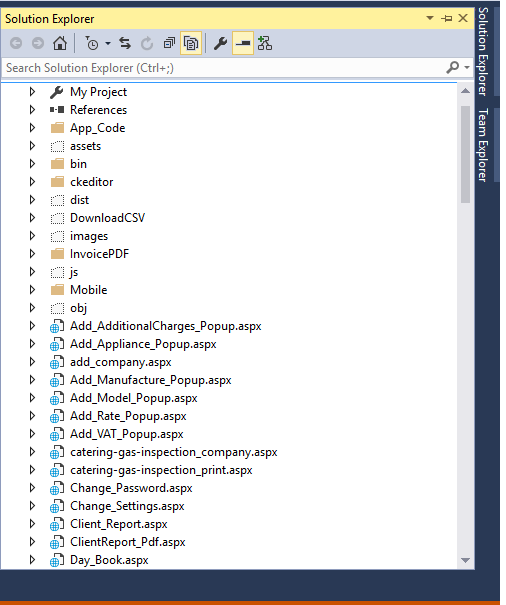 Solution Explorer
Search Solution Explorer (Ctrl+;)
My Project
References
App_Code
assets
bin
ckeditor
dist
DownloadCSV
images
InvoicePDF
js
Mobile
obj
Add_AdditionalCharges_Popup.aspx
Add_Appliance_Popup.aspx
add_company.aspx
Add_Manufacture_Popup.aspx
Add_Model_Popup.aspx
Add_Rate_Popup.aspx
Add_VAT_Popup.aspx
catering-gas-inspection_company.aspx
catering-gas-inspection_print.aspx
Change_Password.aspx
Change_Settings.aspx
Client_Report.aspx
ClientReport_Pdf.aspx
Day_Book.aspx
Solution Explorer
Team Explorer